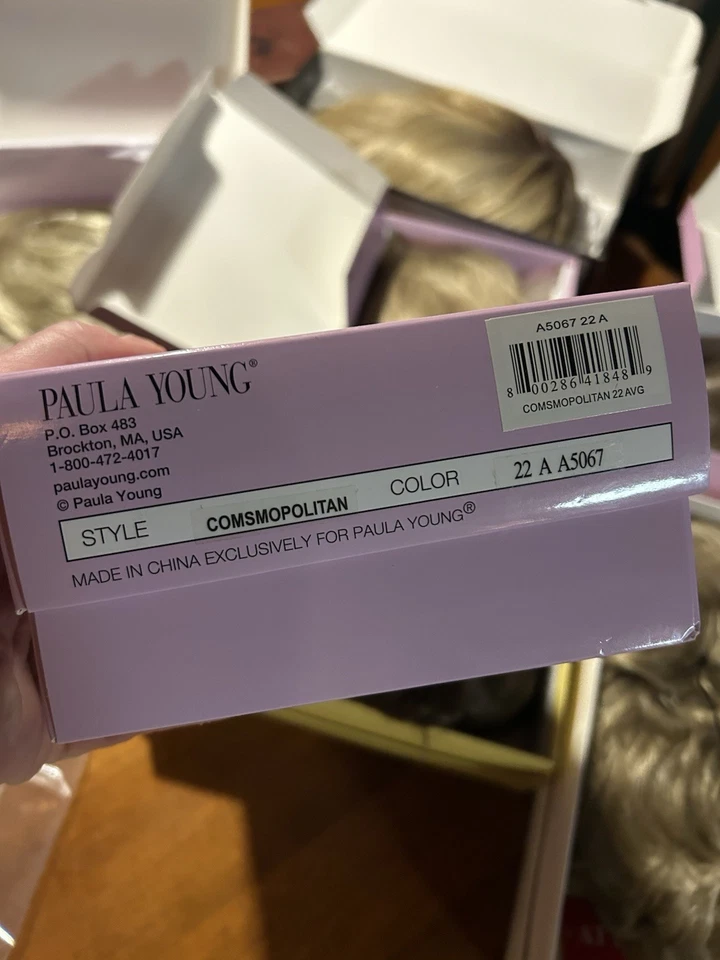 A5067 22 A
8 00286 41848 9
COMSMOPOLITAN 22 AVG
PAULA YOUNG®
P.O. Box 483
Brockton, MA, USA
1-800-472-4017
paulayoung.com
© Paula Young
STYLE COMSMOPOLITAN COLOR 22 A A5067
MADE IN CHINA EXCLUSIVELY FOR PAULA YOUNG®